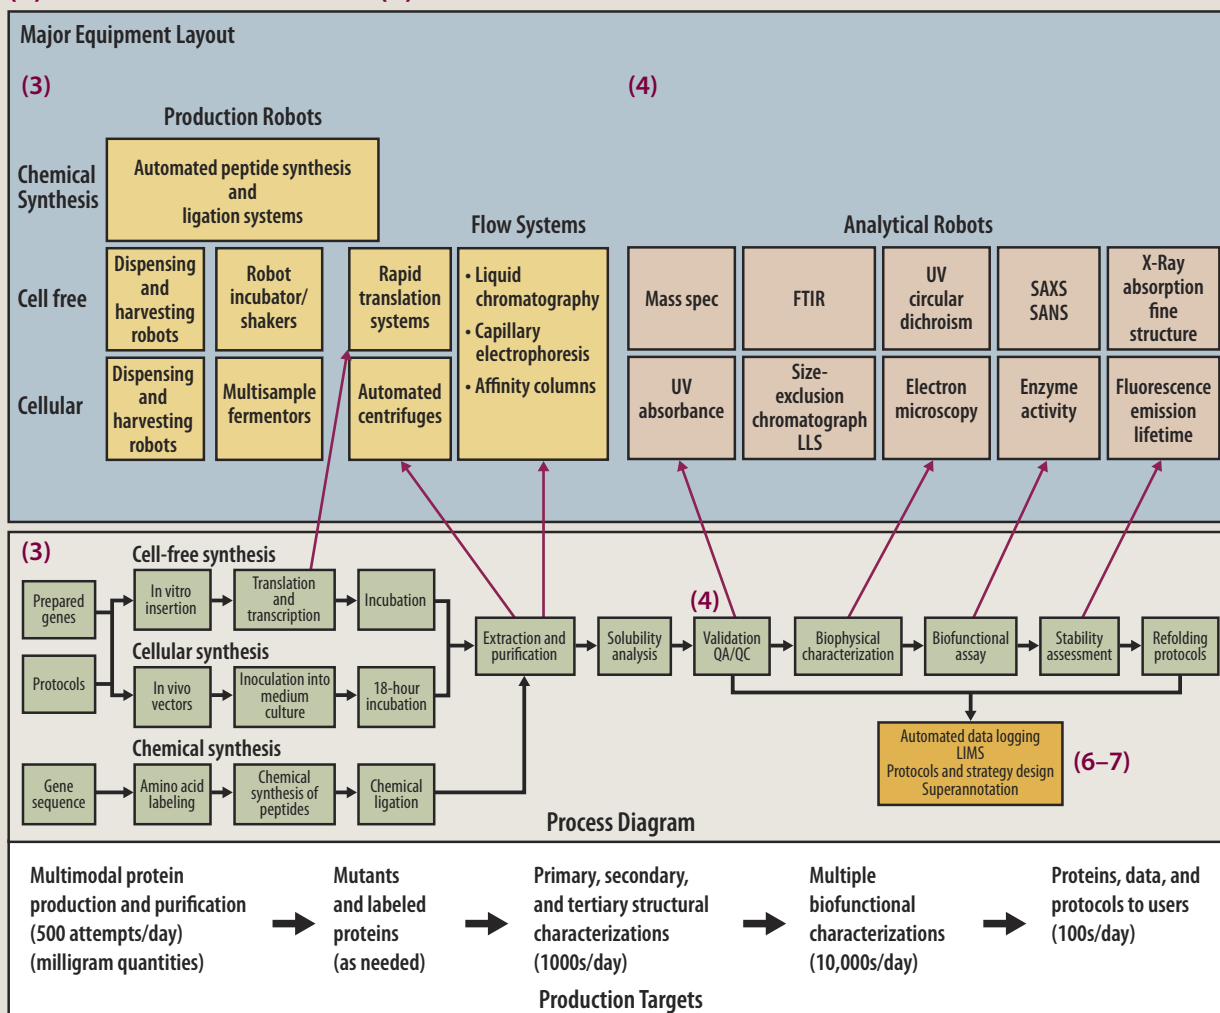 Major Equipment Layout
(3)
(4)
Production Robots
Chemical
Synthesis
Automated peptide synthesis
and
ligation systems
Flow Systems
Analytical Robots
Cell free
Dispensing
and
harvesting
robots
Robot
incubator/
shakers
Rapid
translation
systems
• Liquid
chromatography
• Capillary
electrophoresis
• Affinity columns
Mass spec
FTIR
UV
circular
dichroism
SAXS
SANS
X-Ray
absorption
fine
structure
Cellular
Dispensing
and
harvesting
robots
Multisample
fermentors
Automated
centrifuges
UV
absorbance
Size-
exclusion
chromatograph
LLS
Electron
microscopy
Enzyme
activity
Fluorescence
emission
lifetime
(3)
Cell-free synthesis
Prepared
genes
In vitro
insertion
Translation
and
transcription
Incubation
Protocols
Cellular synthesis
In vivo
vectors
Inoculation into
medium
culture
18-hour
incubation
Chemical synthesis
Gene
sequence
Amino acid
labeling
Chemical
synthesis of
peptides
Chemical
ligation
Extraction and
purification
Solubility
analysis
(4)
Validation
QA/QC
Biophysical
characterization
Biofunctional
assay
Stability
assessment
Refolding
protocols
Automated data logging
LIMS
Protocols and strategy design
Superannotation
(6–7)
Process Diagram
Multimodal protein
production and purification
(500 attempts/day)
(milligram quantities)
Mutants
and labeled
proteins
(as needed)
Primary, secondary,
and tertiary structural
characterizations
(1000s/day)
Multiple
biofunctional
characterizations
(10,000s/day)
Proteins, data, and
protocols to users
(100s/day)
Production Targets